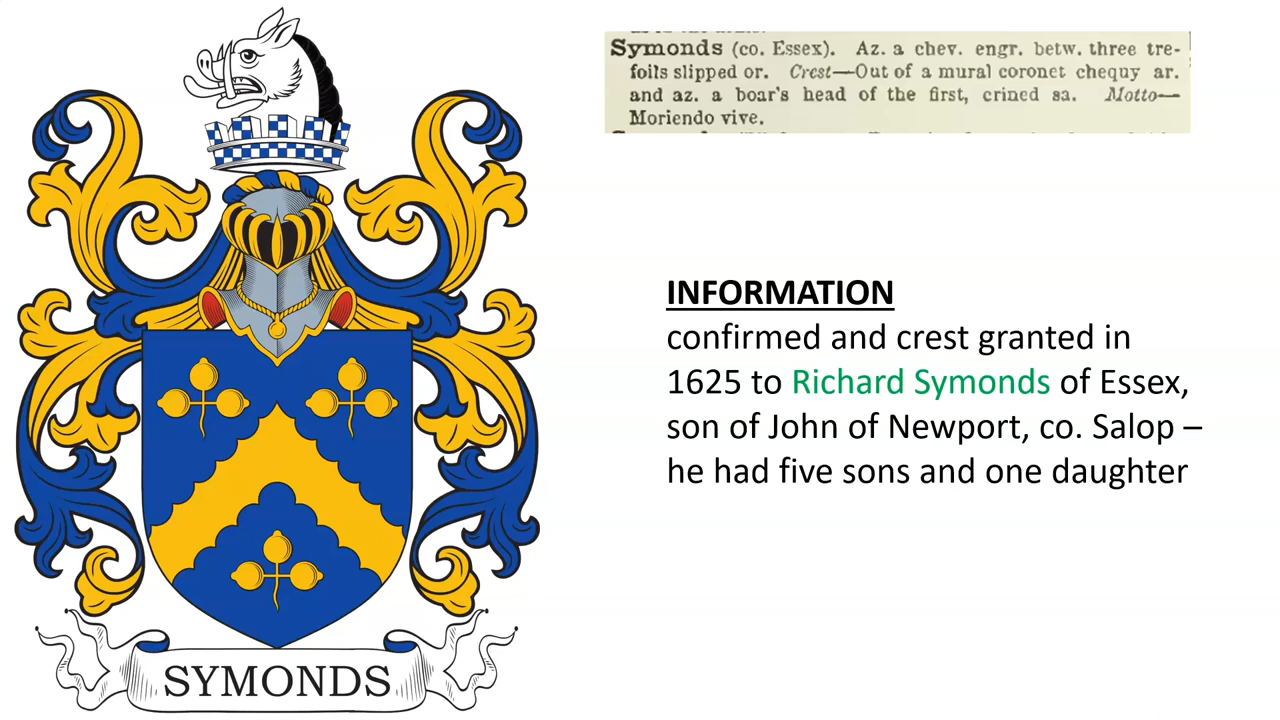 Symonds (co. Essex). Az. a chev. engr. betw. three tre-
foils slipped or. Crest—Out of a mural coronet chequy ar.
and az. a boar's head of the first, crined sa. Motto—
Moriendo vive.
INFORMATION
confirmed and crest granted in
1625 to Richard Symonds of Essex,
son of John of Newport, co. Salop –
he had five sons and one daughter
SYMONDS